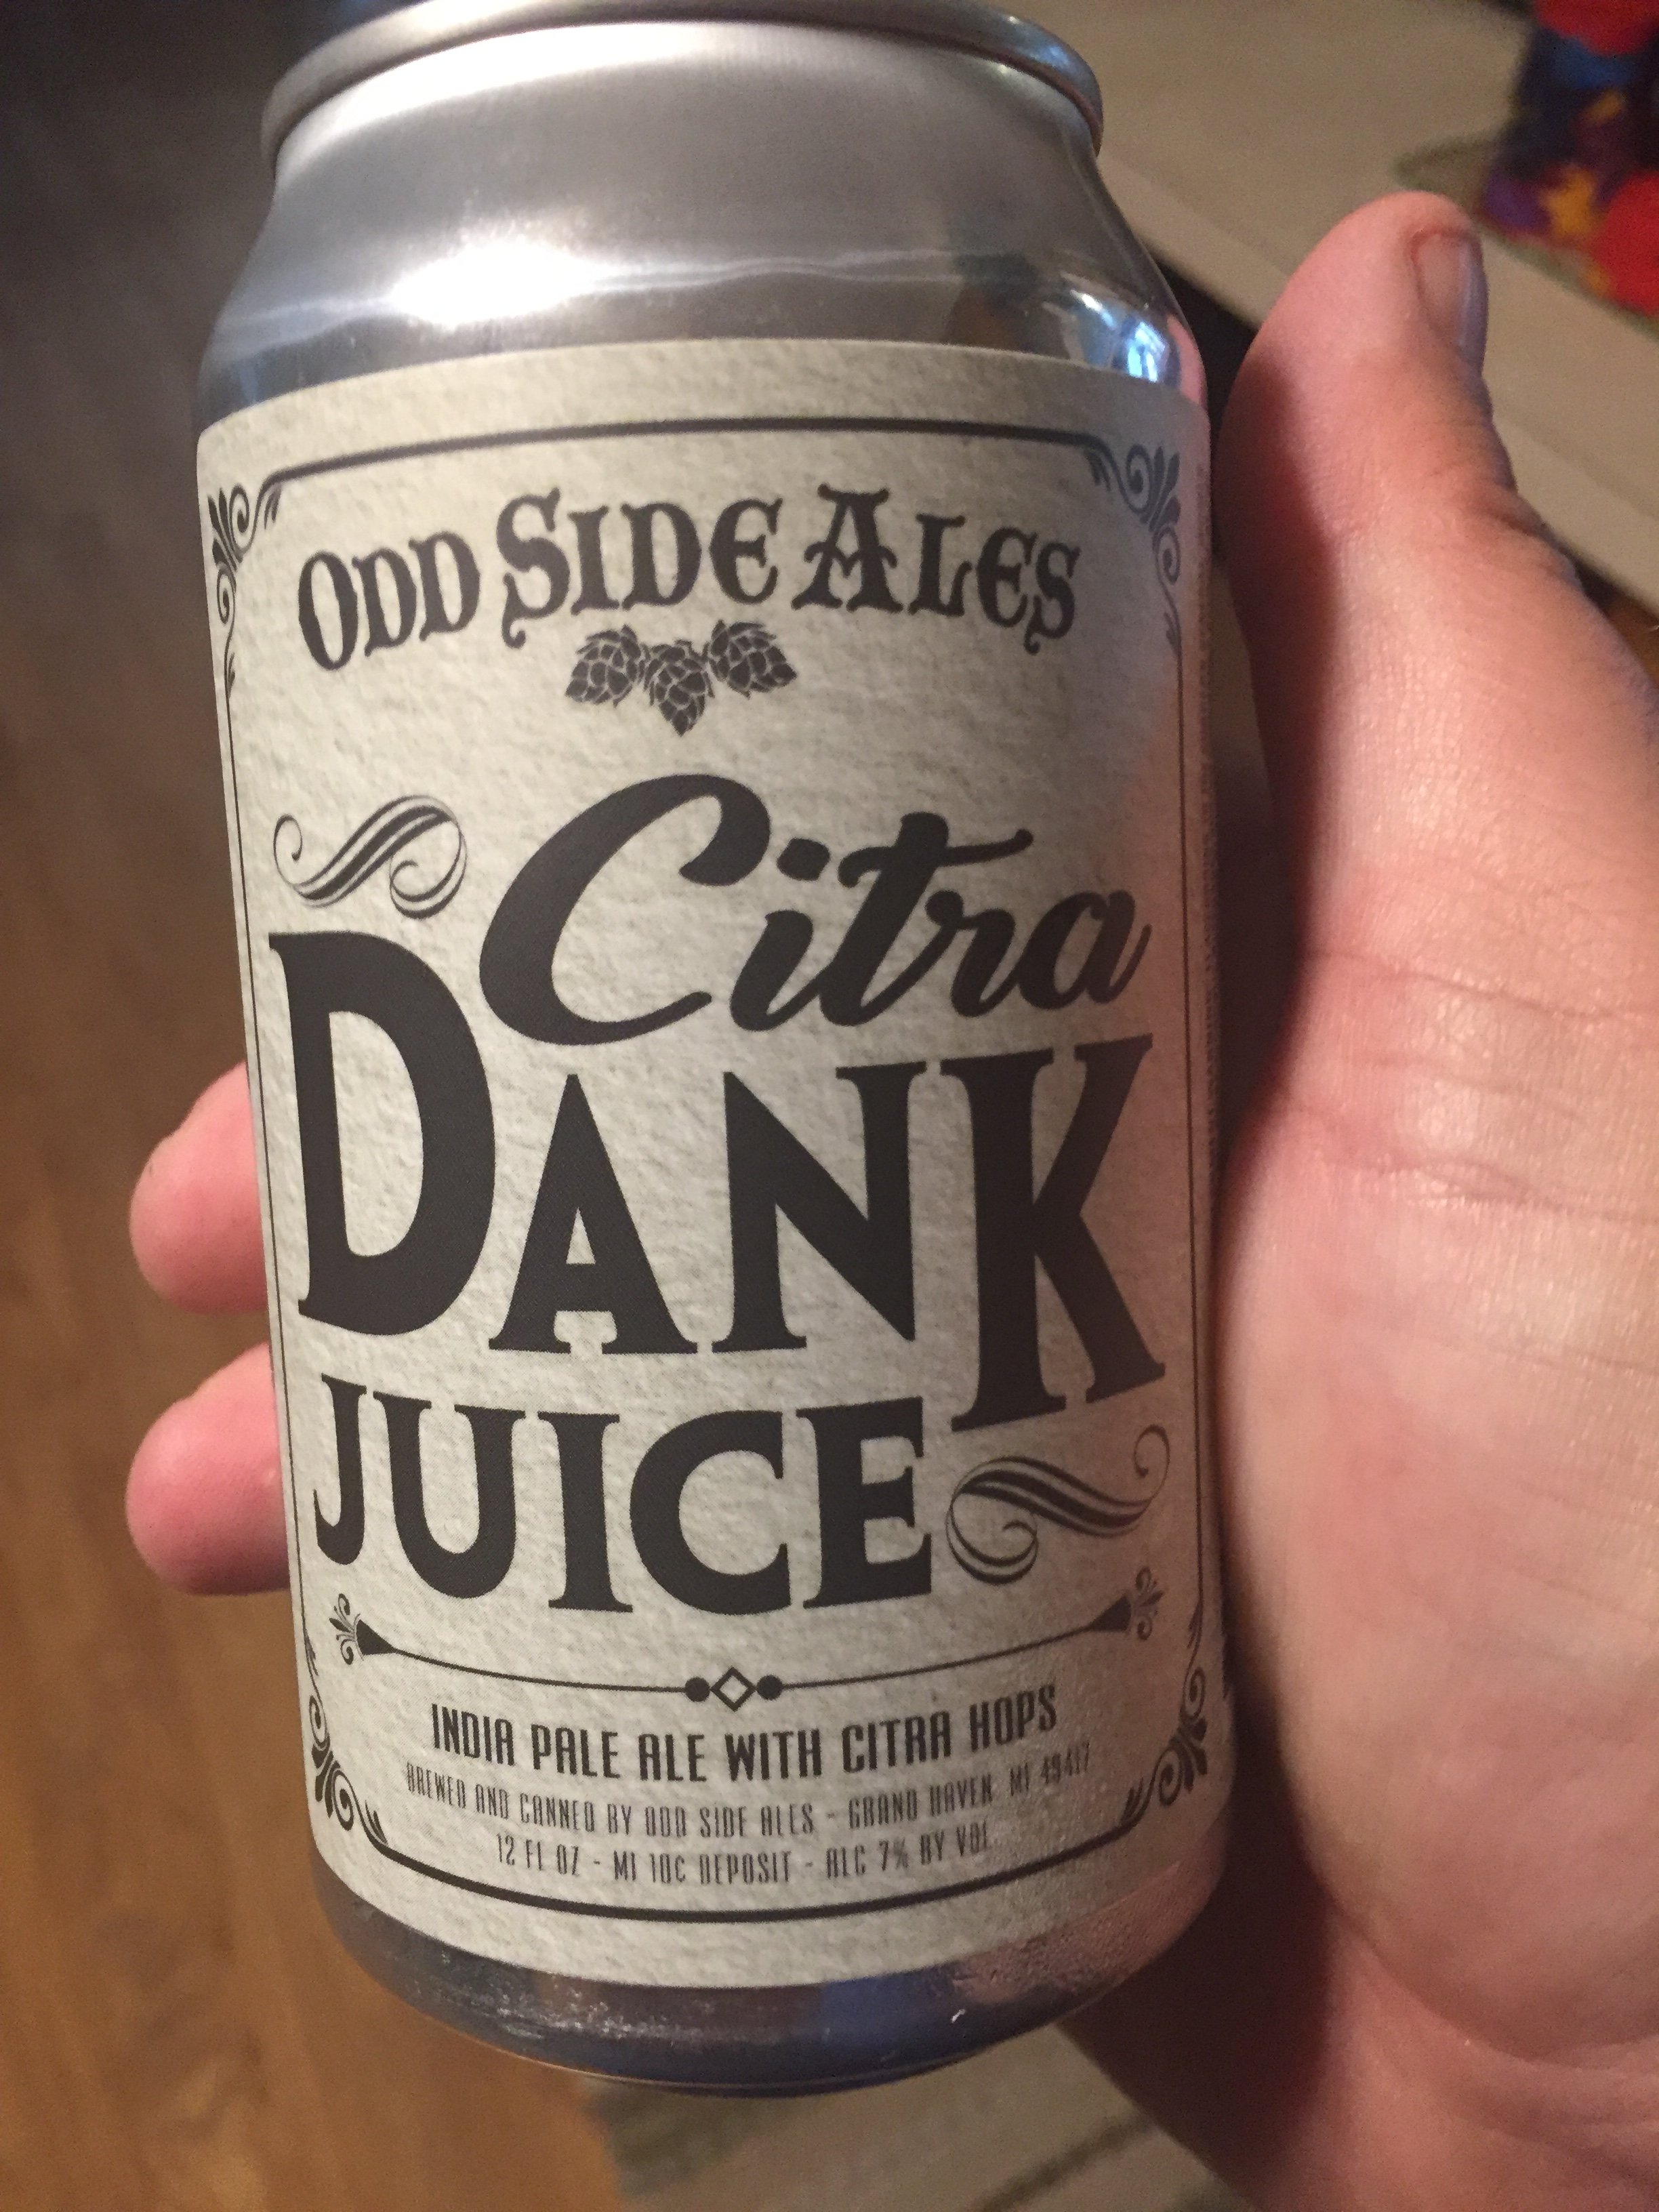 ODD SIDE ALES
Citra
DANK
JUICE
INDIA PALE ALE WITH CITRA HOPS
BREWED AND CANNED BY ODD SIDE ALES - GRAND HAVEN, MI 49417
12 FL OZ - MI 10¢ DEPOSIT - ALC 7% BY VOL